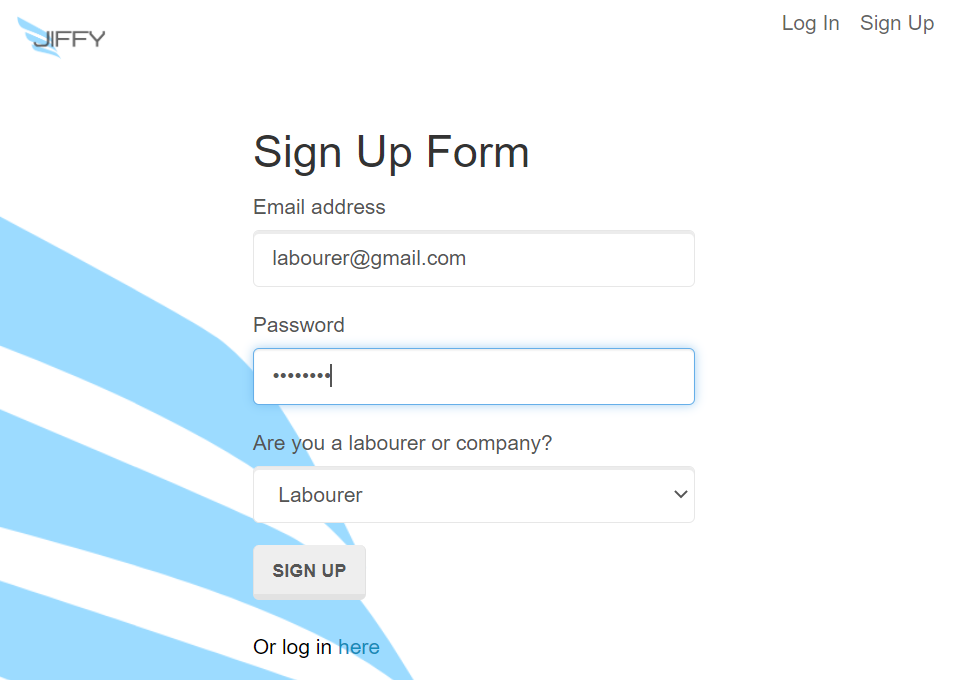 JIFFY
Log In Sign Up
Sign Up Form
Email address
labourer@gmail.com
Password
••••••••
Are you a labourer or company?
Labourer
SIGN UP
Or log in here